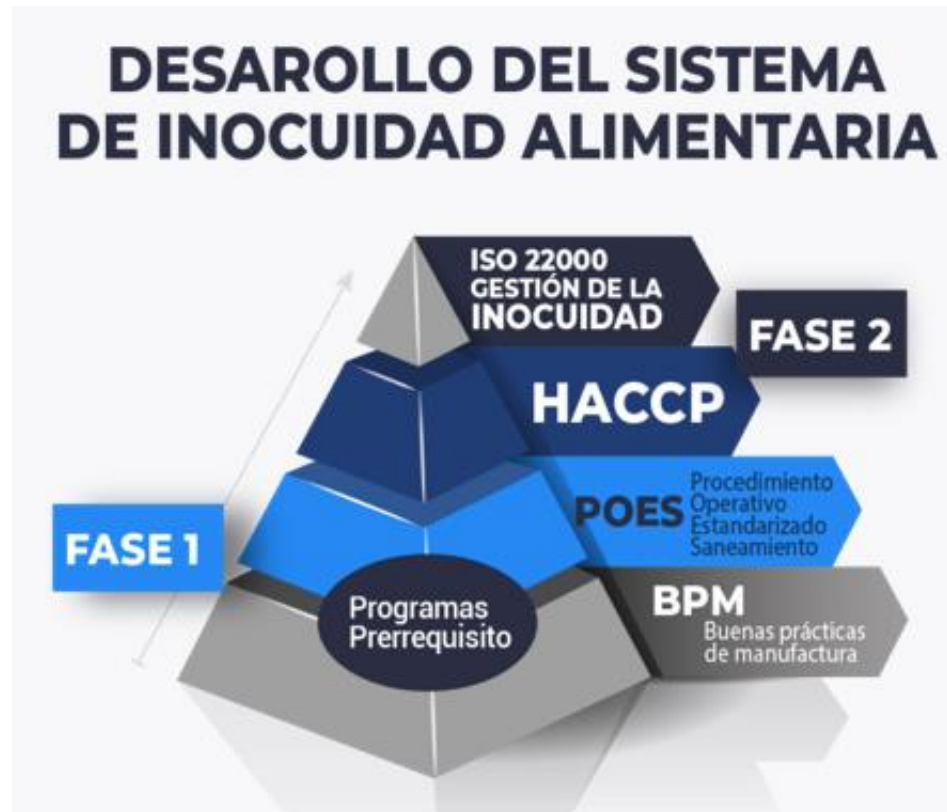 DESAROLLO DEL SISTEMA
DE INOCUIDAD ALIMENTARIA
ISO 22000
GESTIÓN DE LA
INOCUIDAD
FASE 2
HACCP
POES
Procedimiento
Operativo
Estandarizado
Saneamiento
FASE 1
Programas
Prerrequisito
BPM
Buenas prácticas
de manufactura